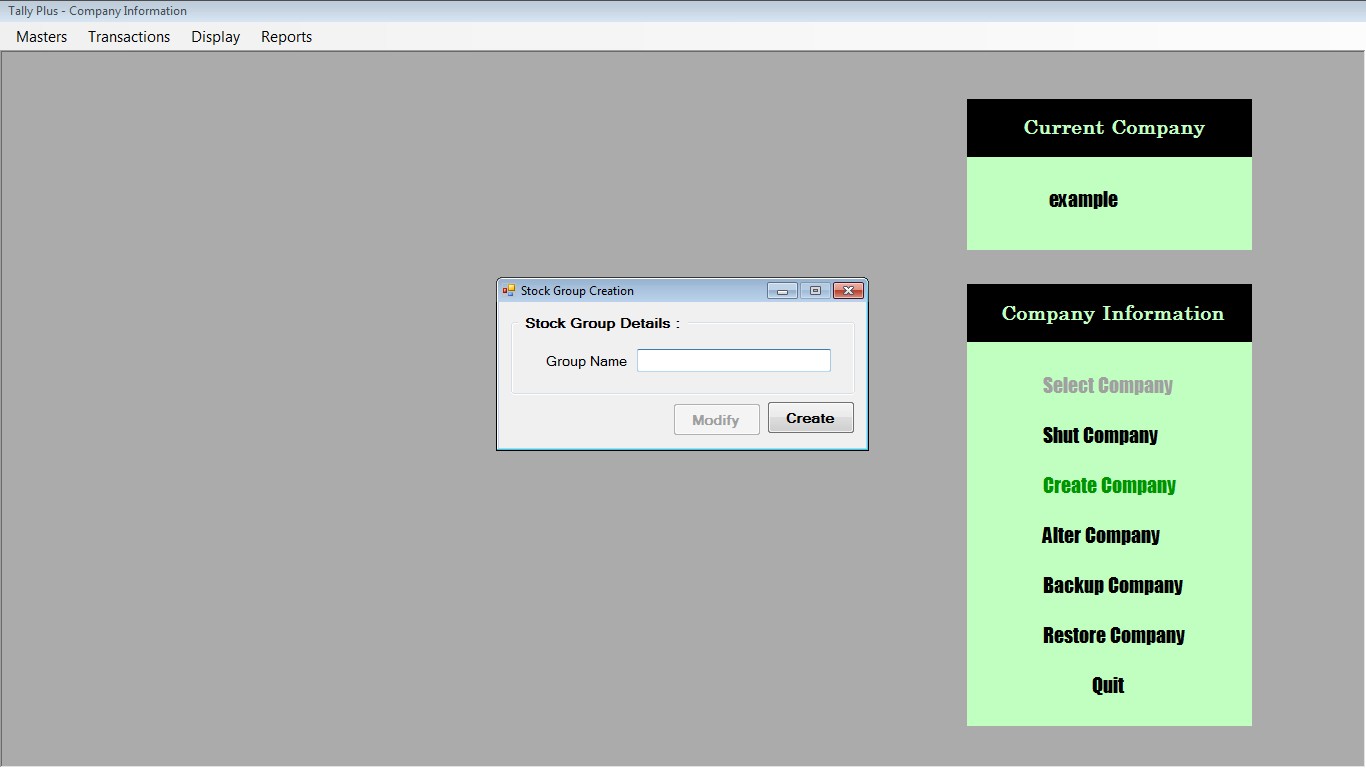 Tally Plus - Company Information
Masters Transactions Display Reports
Current Company
example
Stock Group Creation
Stock Group Details :
Group Name
Modify Create
Company Information
Select Company
Shut Company
Create Company
Alter Company
Backup Company
Restore Company
Quit